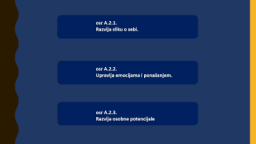 osr A.2.1.
Razvija sliku o sebi.
osr A.2.2.
Upravlja emocijama i ponašanjem.
osr A.2.3.
Razvija osobne potencijale